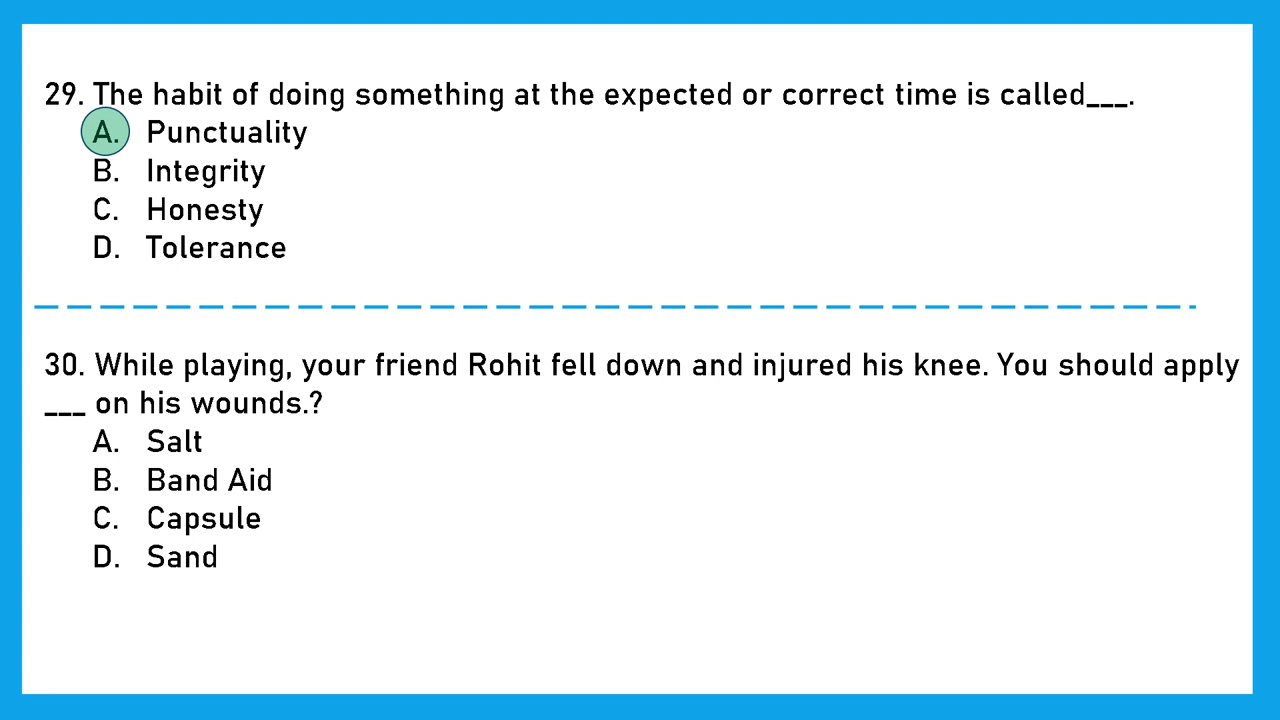 29. The habit of doing something at the expected or correct time is called___.
A. Punctuality
B. Integrity
C. Honesty
D. Tolerance
30. While playing, your friend Rohit fell down and injured his knee. You should apply
___ on his wounds.?
A. Salt
B. Band Aid
C. Capsule
D. Sand